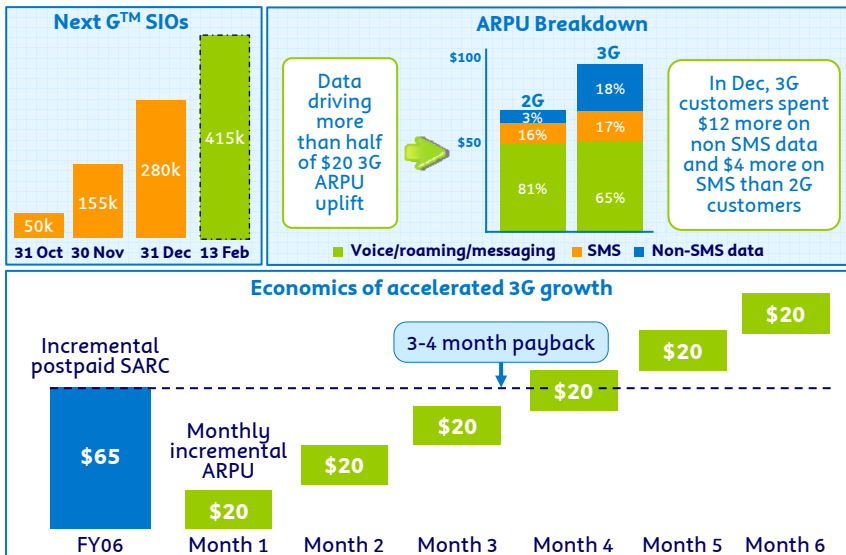 Next G™ SIOs
415k
280k
155k
50k
31 Oct 30 Nov 31 Dec 13 Feb
ARPU Breakdown
Data
driving
more
than half
of $20 3G
ARPU
uplift
$100
$50
2G
3%
16%
81%
3G
18%
17%
65%
In Dec, 3G
customers spent
$12 more on
non SMS data
and $4 more on
SMS than 2G
customers
Voice/roaming/messaging SMS Non-SMS data
Economics of accelerated 3G growth
Incremental
postpaid SARC
$65
Monthly
incremental
ARPU
3-4 month payback
$20
$20
$20
$20
$20
$20
FY06 Month 1 Month 2 Month 3 Month 4 Month 5 Month 6